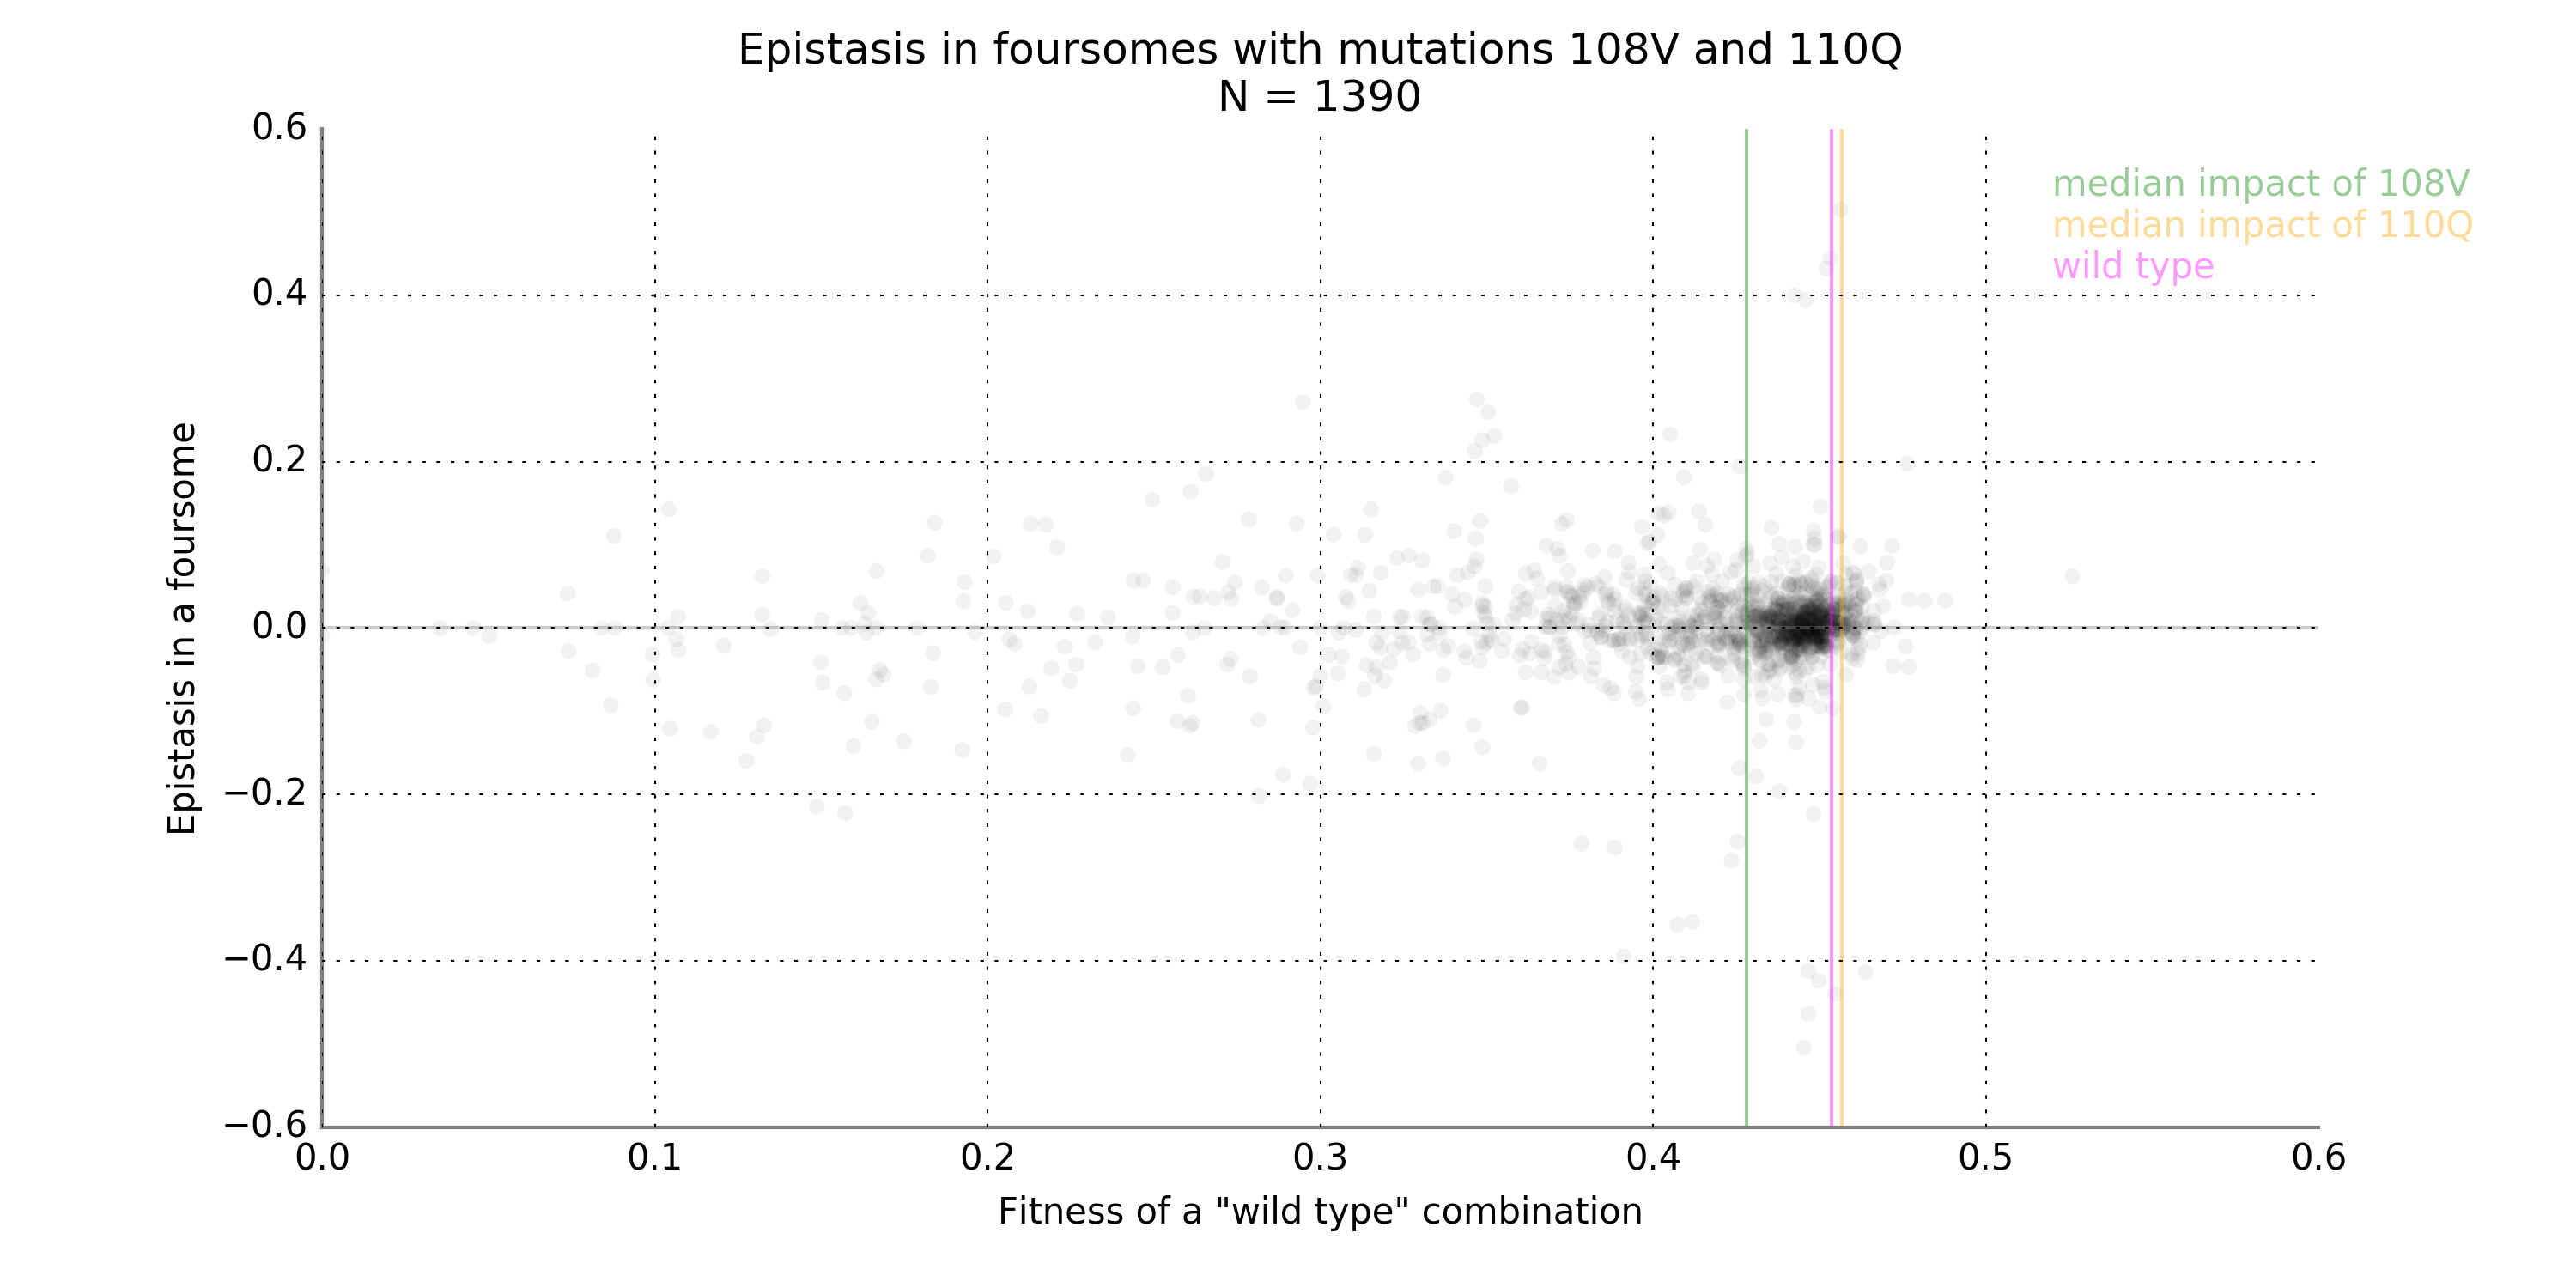 Epistasis in foursomes with mutations 108V and 110Q
N = 1390
Epistasis in a foursome
0.6
0.4
0.2
0.0
−0.2
−0.4
−0.6
median impact of 108V
median impact of 110Q
wild type
0.0 0.1 0.2 0.3 0.4 0.5 0.6
Fitness of a "wild type" combination